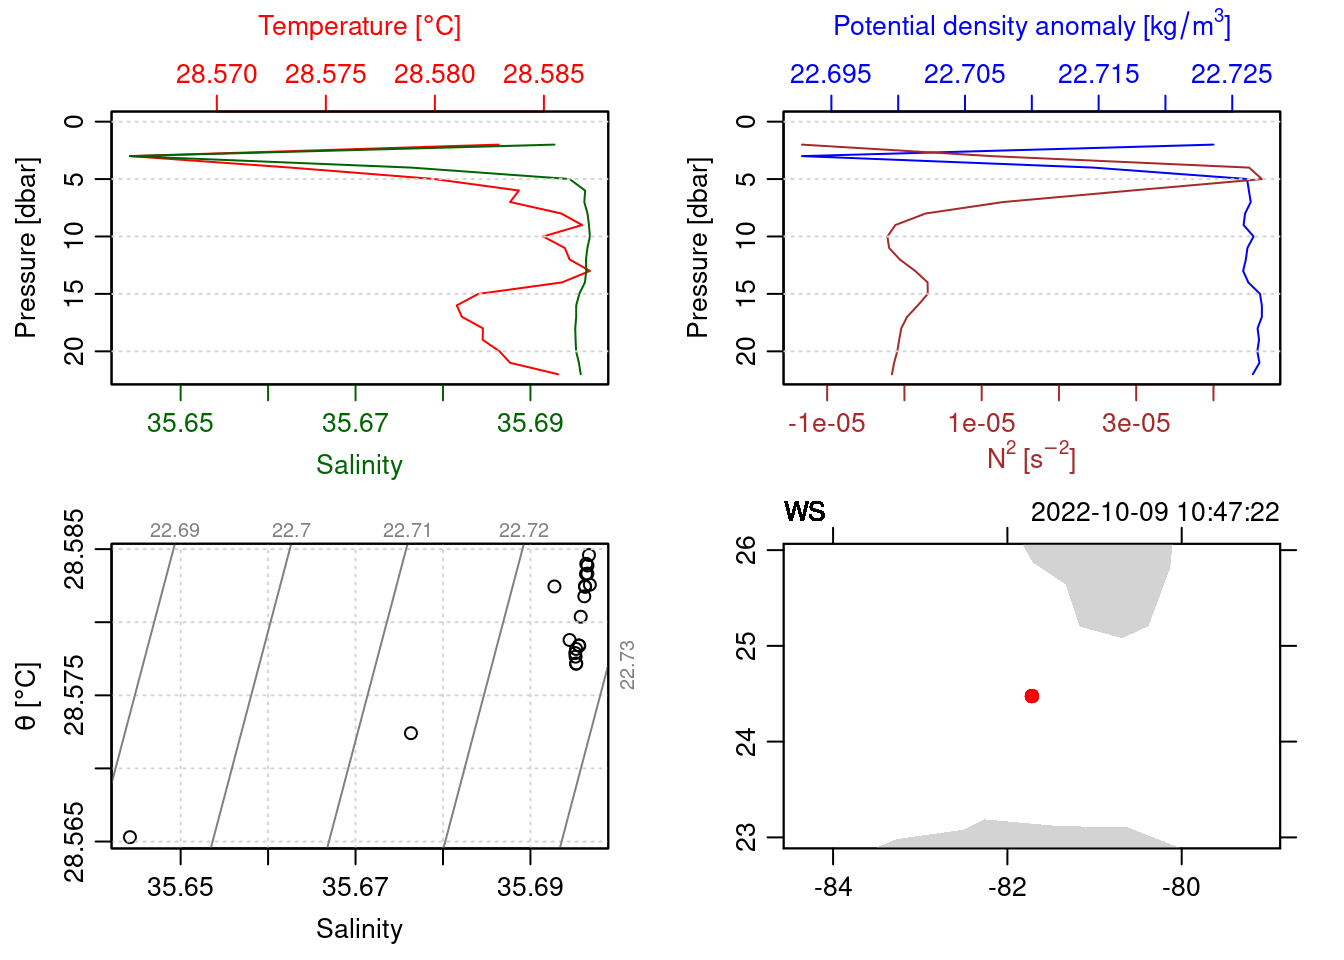 Temperature [°C]
28.570 28.575 28.580 28.585
Pressure [dbar]
0
5
10
15
20
35.65 35.67 35.69
Salinity
Potential density anomaly [kg/m³]
22.695 22.705 22.715 22.725
Pressure [dbar]
0
5
10
15
20
-1e-05 1e-05 3e-05
N² [s⁻²]
22.69 22.7 22.71 22.72
22.73
θ [°C]
28.585
28.575
28.565
35.65 35.67 35.69
Salinity
WS 2022-10-09 10:47:22
26
25
24
23
-84 -82 -80